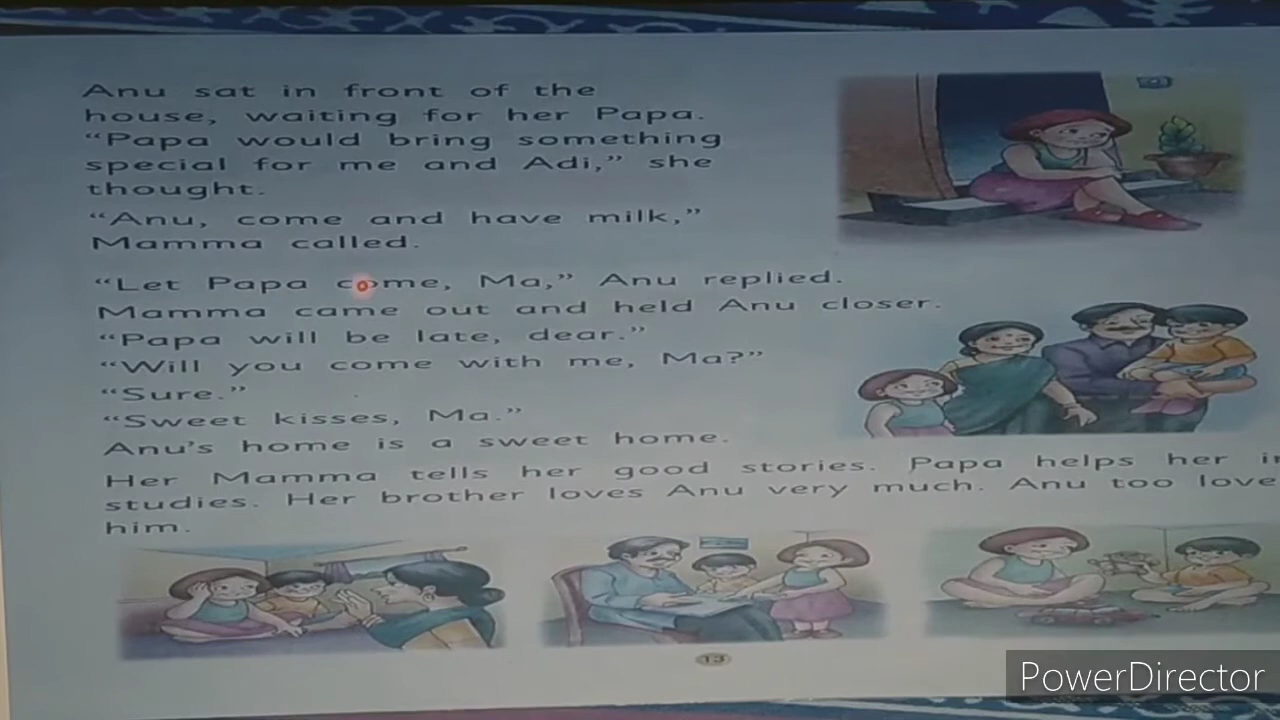 Anu sat in front of the
house, waiting for her Papa.
“Papa would bring something
special for me and Adi,” she
thought.
“Anu, come and have milk,”
Mamma called.
“Let Papa come, Ma,” Anu replied.
Mamma came out and held Anu closer.
“Papa will be late, dear.”
“Will you come with me, Ma?”
“Sure.”
“Sweet kisses, Ma.”
Anu's home is a sweet home.
Her Mamma tells her good stories. Papa helps her in
studies. Her brother loves Anu very much. Anu too love
him.
13
PowerDirector